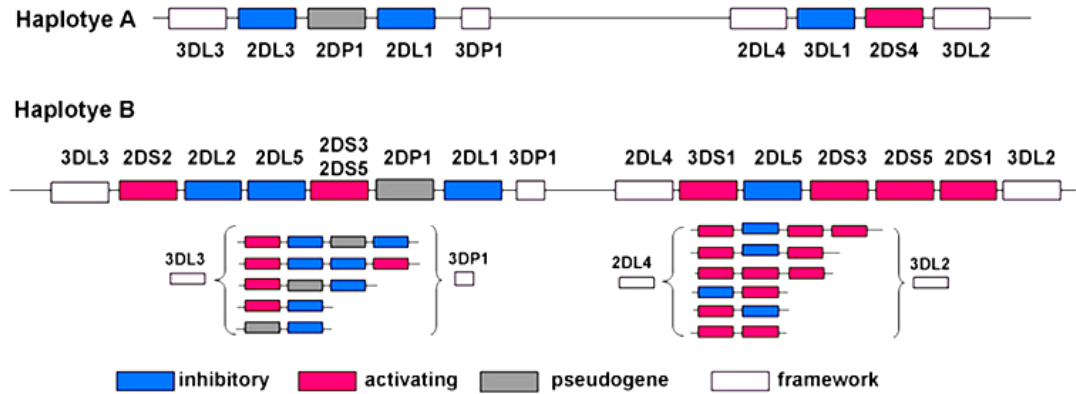 Haplotye A
3DL3 2DL3 2DP1 2DL1 3DP1 2DL4 3DL1 2DS4 3DL2
Haplotye B
2DS3
3DL3 2DS2 2DL2 2DL5 2DS5 2DP1 2DL1 3DP1 2DL4 3DS1 2DL5 2DS3 2DS5 2DS1 3DL2
3DL3 3DP1 2DL4 3DL2
inhibitory activating pseudogene framework